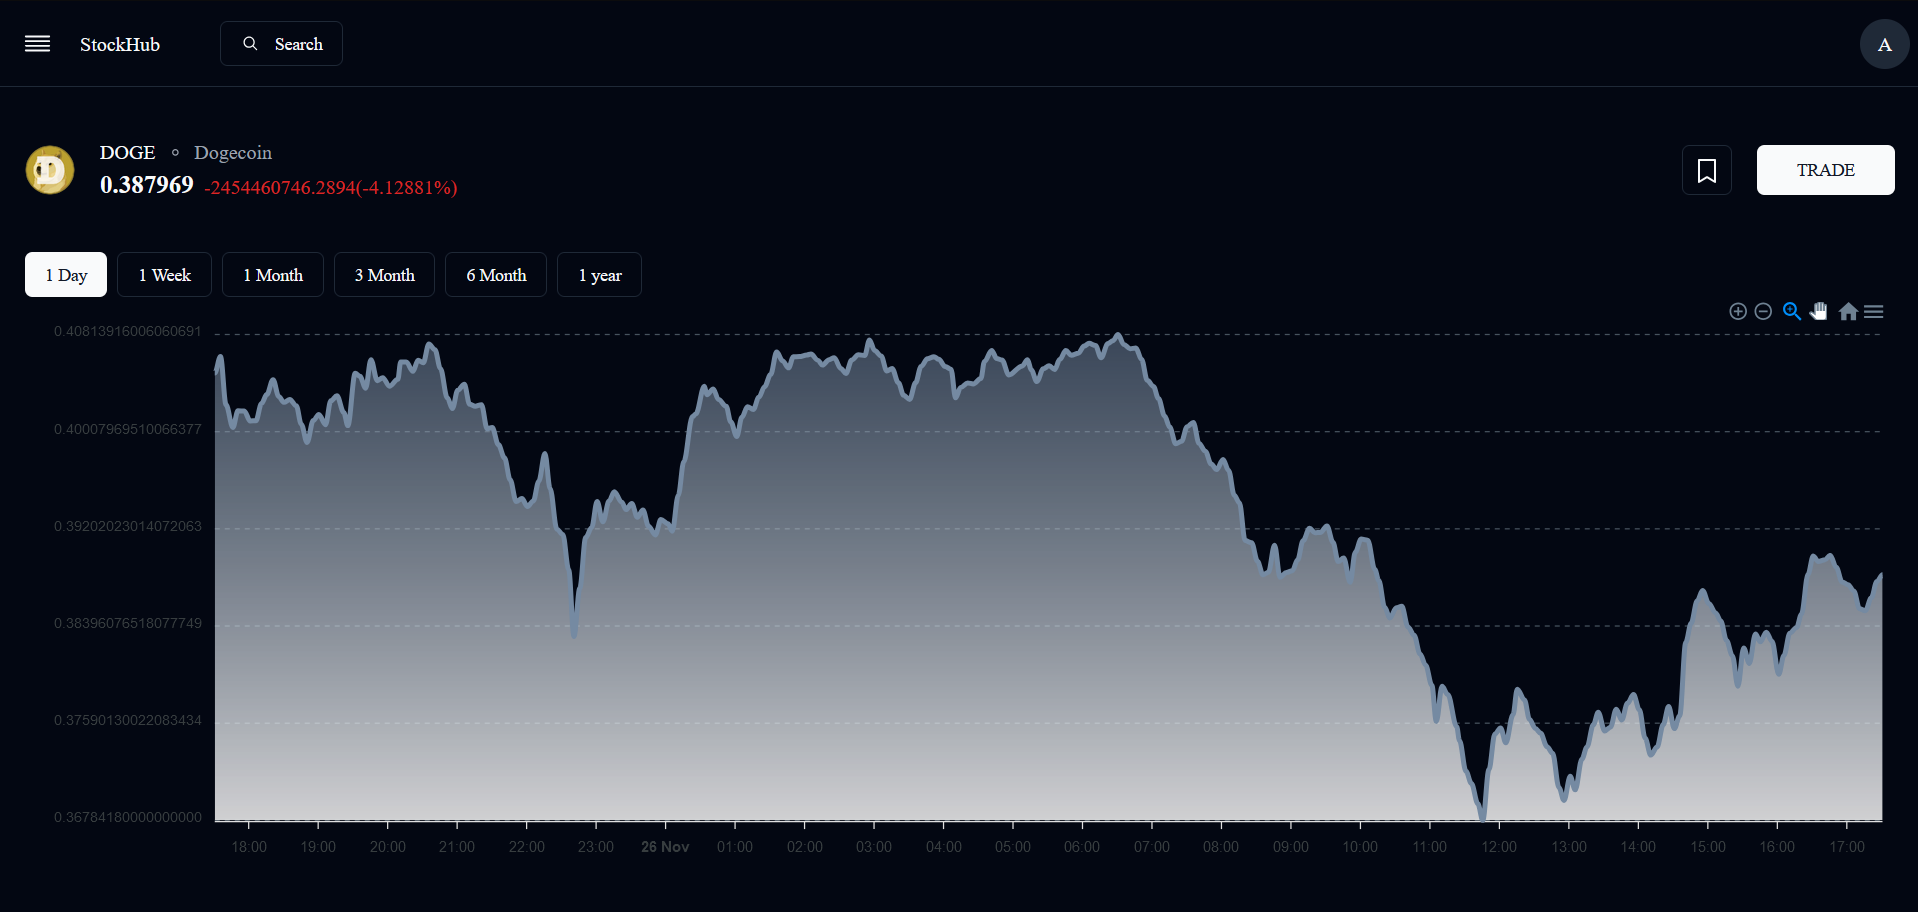 StockHub
Search
A
DOGE Dogecoin
0.387969 -2454460746.2894(-4.12881%)
TRADE
1 Day 1 Week 1 Month 3 Month 6 Month 1 year
0.40813916006060691
0.40007969510066377
0.39202023014072063
0.38396076518077749
0.37590130022083434
0.36784180000000000
18:00 19:00 20:00 21:00 22:00 23:00 26 Nov 01:00 02:00 03:00 04:00 05:00 06:00 07:00 08:00 09:00 10:00 11:00 12:00 13:00 14:00 15:00 16:00 17:00